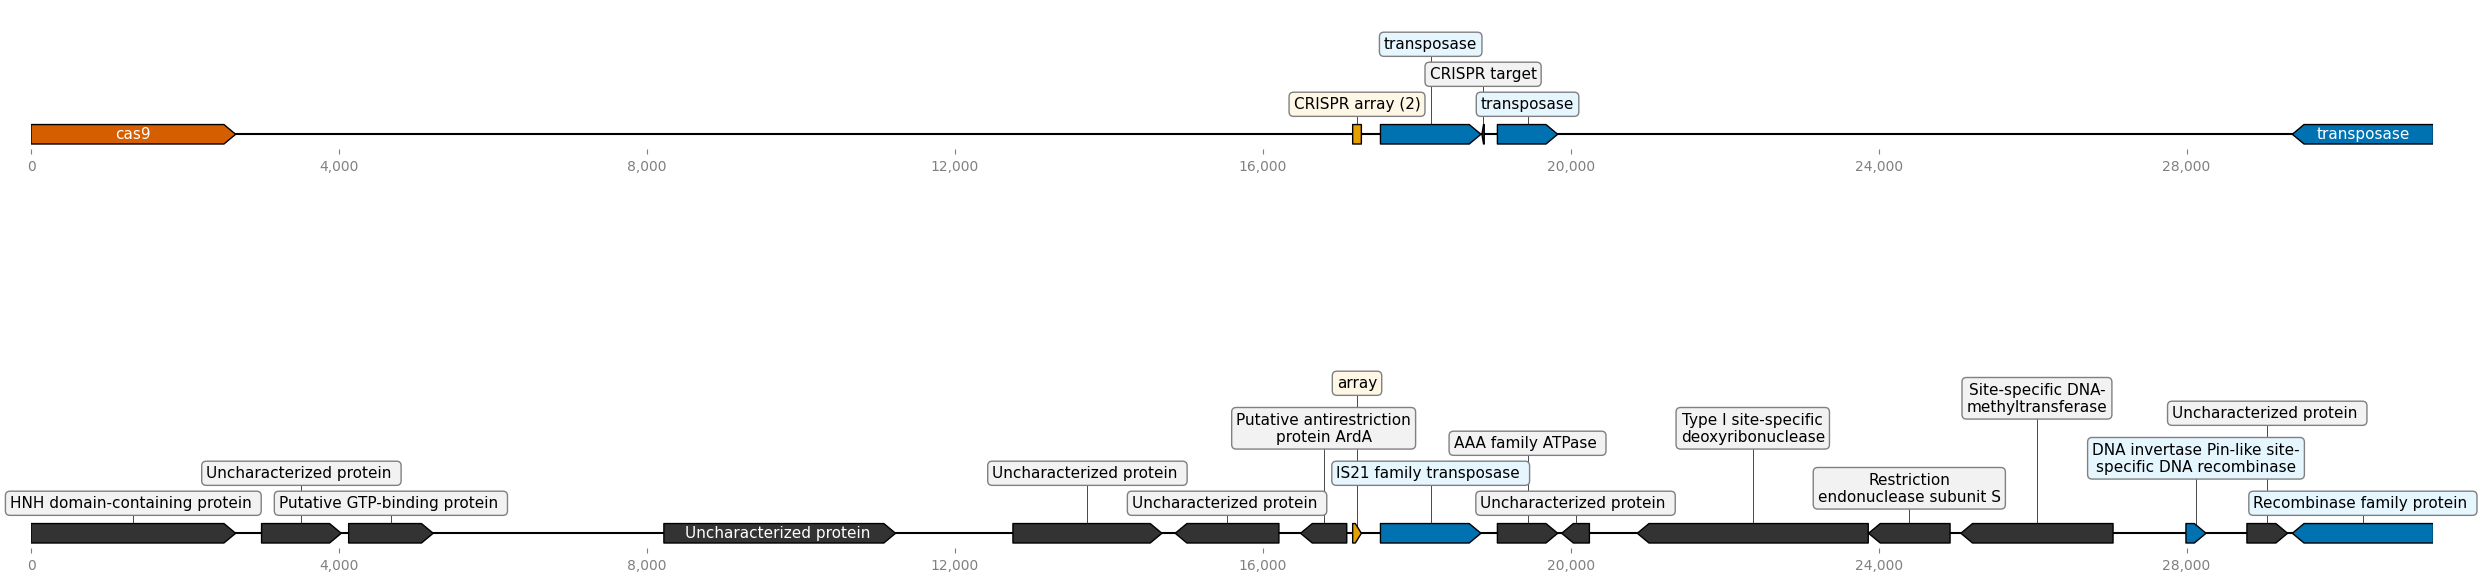 transposase
CRISPR target
CRISPR array (2)
transposase
cas9
transposase
0
4,000
8,000
12,000
16,000
20,000
24,000
28,000
array
Site-specific DNA-
methyltransferase
Putative antirestriction
protein ArdA
Type I site-specific
deoxyribonuclease
Uncharacterized protein
AAA family ATPase
DNA invertase Pin-like site-
specific DNA recombinase
Uncharacterized protein
Uncharacterized protein
IS21 family transposase
Restriction
endonuclease subunit S
HNH domain-containing protein
Putative GTP-binding protein
Uncharacterized protein
Uncharacterized protein
Recombinase family protein
Uncharacterized protein
0
4,000
8,000
12,000
16,000
20,000
24,000
28,000